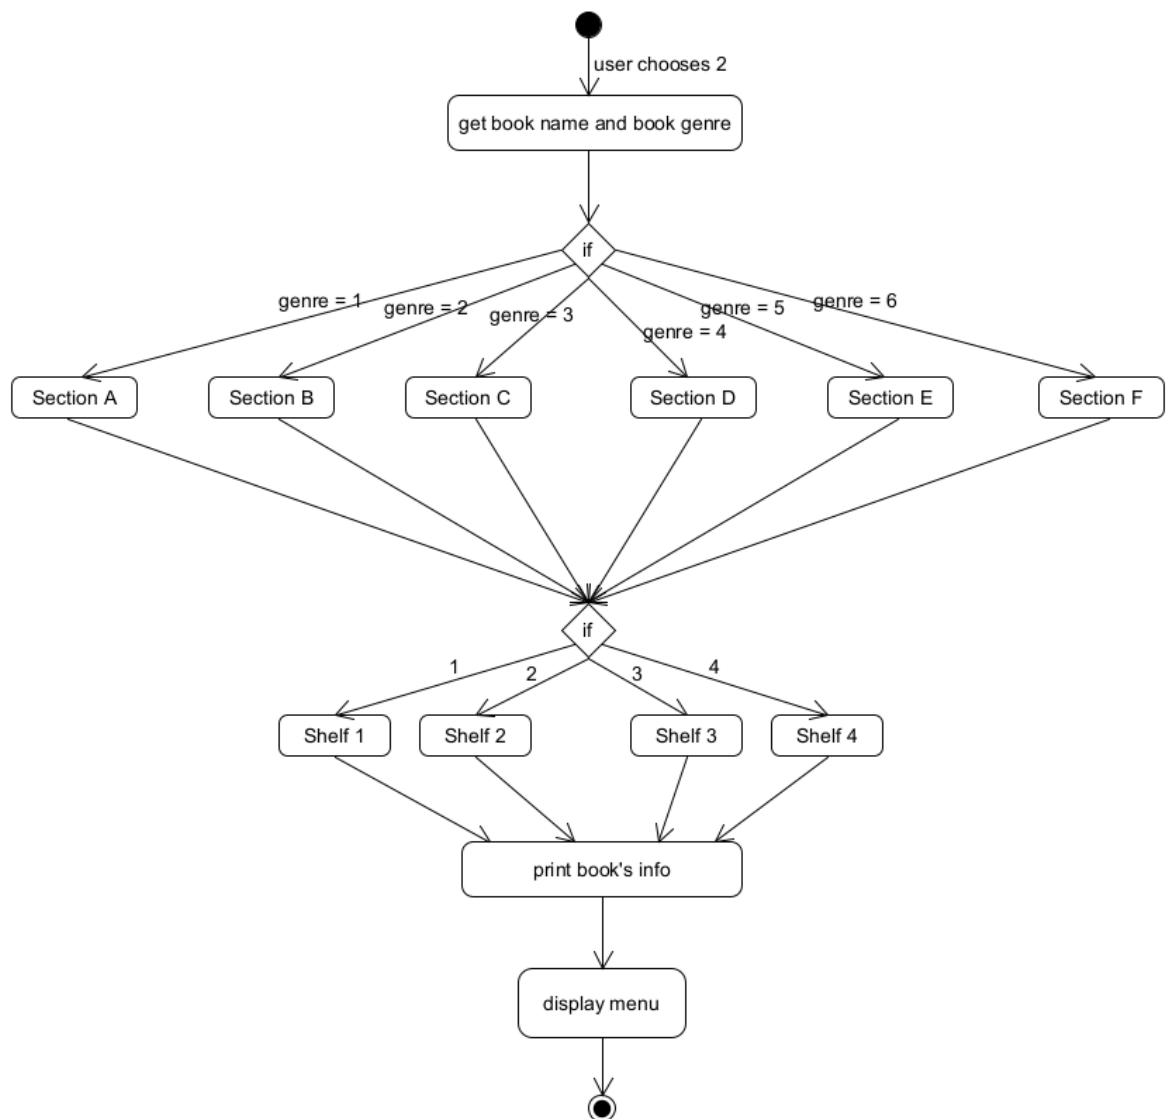 user chooses 2
get book name and book genre
if
genre = 1
genre = 2
genre = 3
genre = 4
genre = 5
genre = 6
Section A
Section B
Section C
Section D
Section E
Section F
if
1
2
3
4
Shelf 1
Shelf 2
Shelf 3
Shelf 4
print book's info
display menu